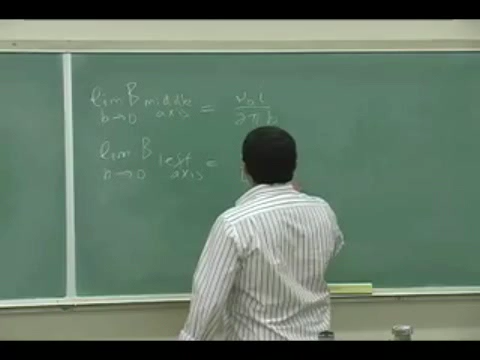 lim B middle axis = μ₀I / 2πb
b→0
lim B left axis =
b→0